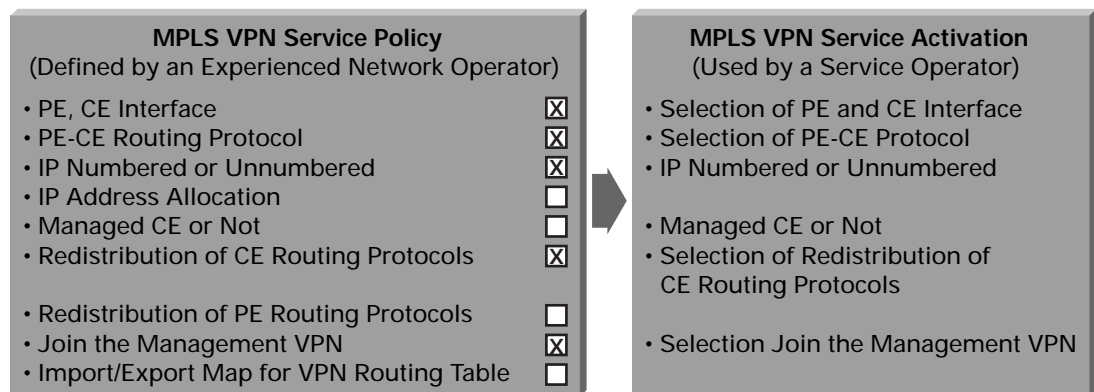 MPLS VPN Service Policy
(Defined by an Experienced Network Operator)
• PE, CE Interface X
• PE-CE Routing Protocol X
• IP Numbered or Unnumbered X
• IP Address Allocation
• Managed CE or Not
• Redistribution of CE Routing Protocols X
• Redistribution of PE Routing Protocols
• Join the Management VPN X
• Import/Export Map for VPN Routing Table
MPLS VPN Service Activation
(Used by a Service Operator)
• Selection of PE and CE Interface
• Selection of PE-CE Protocol
• IP Numbered or Unnumbered
• Managed CE or Not
• Selection of Redistribution of
CE Routing Protocols
• Selection Join the Management VPN